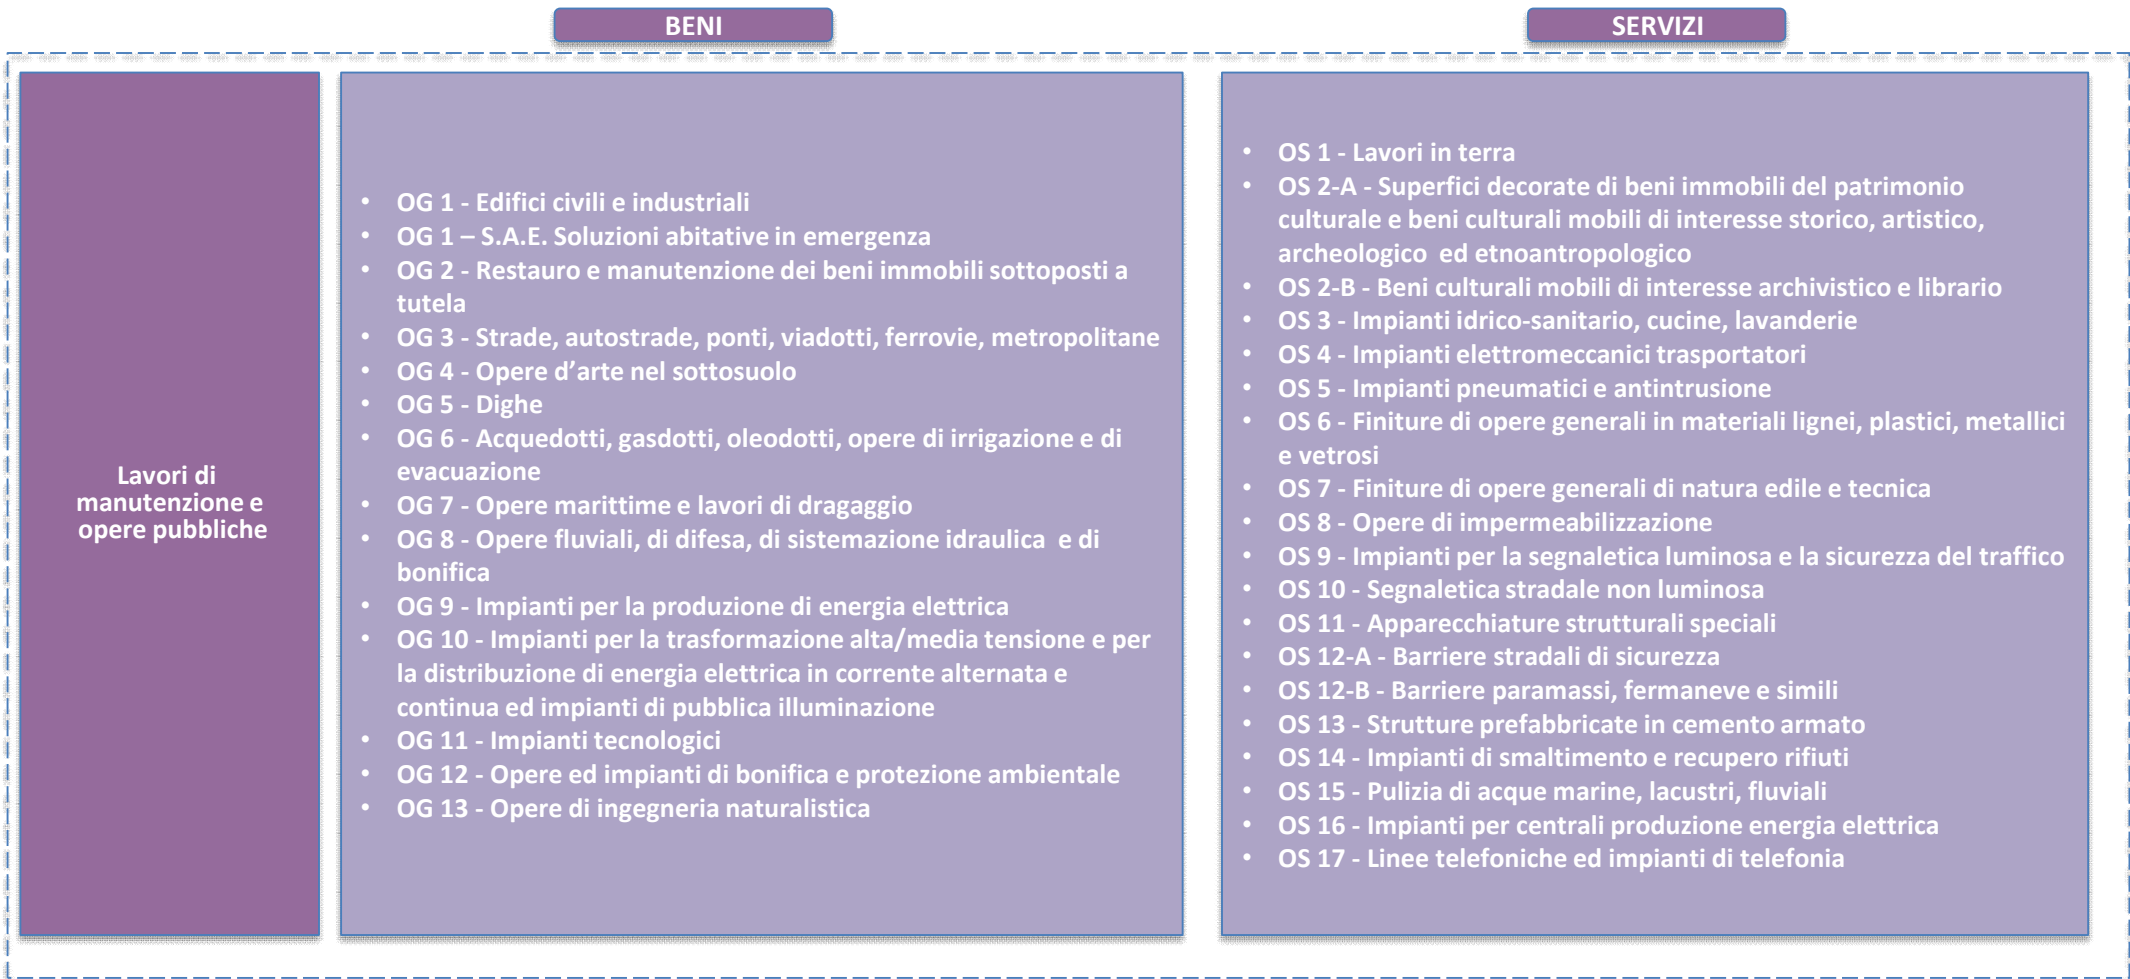 BENI
SERVIZI
Lavori di
manutenzione e
opere pubbliche
• OG 1 - Edifici civili e industriali
• OG 1 – S.A.E. Soluzioni abitative in emergenza
• OG 2 - Restauro e manutenzione dei beni immobili sottoposti a
tutela
• OG 3 - Strade, autostrade, ponti, viadotti, ferrovie, metropolitane
• OG 4 - Opere d’arte nel sottosuolo
• OG 5 - Dighe
• OG 6 - Acquedotti, gasdotti, oleodotti, opere di irrigazione e di
evacuazione
• OG 7 - Opere marittime e lavori di dragaggio
• OG 8 - Opere fluviali, di difesa, di sistemazione idraulica e di
bonifica
• OG 9 - Impianti per la produzione di energia elettrica
• OG 10 - Impianti per la trasformazione alta/media tensione e per
la distribuzione di energia elettrica in corrente alternata e
continua ed impianti di pubblica illuminazione
• OG 11 - Impianti tecnologici
• OG 12 - Opere ed impianti di bonifica e protezione ambientale
• OG 13 - Opere di ingegneria naturalistica
• OS 1 - Lavori in terra
• OS 2-A - Superfici decorate di beni immobili del patrimonio
culturale e beni culturali mobili di interesse storico, artistico,
archeologico ed etnoantropologico
• OS 2-B - Beni culturali mobili di interesse archivistico e librario
• OS 3 - Impianti idrico-sanitario, cucine, lavanderie
• OS 4 - Impianti elettromeccanici trasportatori
• OS 5 - Impianti pneumatici e antintrusione
• OS 6 - Finiture di opere generali in materiali lignei, plastici, metallici
e vetrosi
• OS 7 - Finiture di opere generali di natura edile e tecnica
• OS 8 - Opere di impermeabilizzazione
• OS 9 - Impianti per la segnaletica luminosa e la sicurezza del traffico
• OS 10 - Segnaletica stradale non luminosa
• OS 11 - Apparecchiature strutturali speciali
• OS 12-A - Barriere stradali di sicurezza
• OS 12-B - Barriere paramassi, fermaneve e simili
• OS 13 - Strutture prefabbricate in cemento armato
• OS 14 - Impianti di smaltimento e recupero rifiuti
• OS 15 - Pulizia di acque marine, lacustri, fluviali
• OS 16 - Impianti per centrali produzione energia elettrica
• OS 17 - Linee telefoniche ed impianti di telefonia